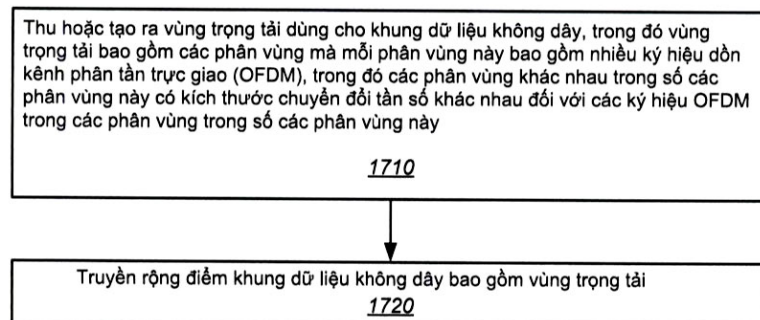 Thu hoặc tạo ra vùng trọng tải dùng cho khung dữ liệu không dây, trong đó vùng
trọng tải bao gồm các phân vùng mà mỗi phân vùng này bao gồm nhiều ký hiệu dồn
kênh phân tần trực giao (OFDM), trong đó các phân vùng khác nhau trong số các
phân vùng này có kích thước chuyển đổi tần số khác nhau đối với các ký hiệu OFDM
trong các phân vùng trong số các phân vùng này
1710
Truyền rộng điểm khung dữ liệu không dây bao gồm vùng trọng tải
1720